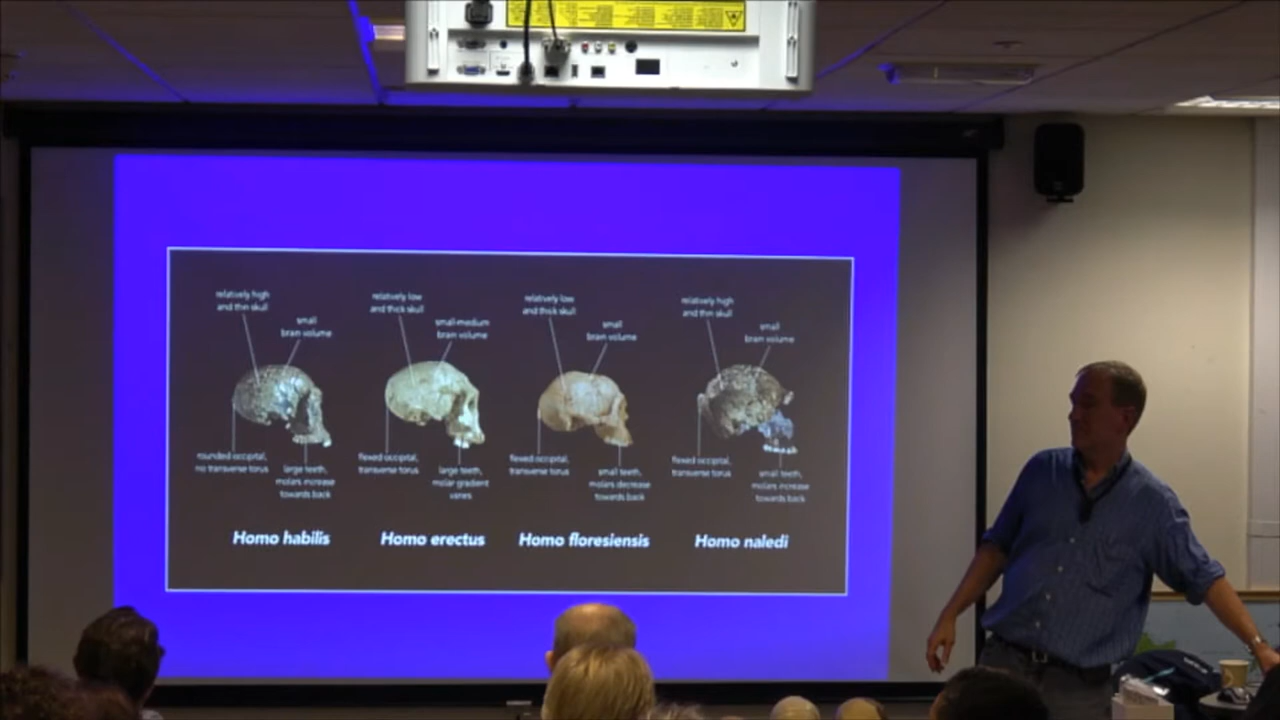 relatively high
and thin skull
small
brain volume
rounded occipital,
no transverse torus
large teeth,
molars increase
towards back
Homo habilis
relatively low
and thick skull
small-medium
brain volume
flexed occipital,
transverse torus
large teeth,
molar gradient
varies
Homo erectus
relatively low
and thick skull
small
brain volume
flexed occipital,
transverse torus
small teeth,
molars decrease
towards back
Homo floresiensis
relatively high
and thin skull
small
brain volume
flexed occipital,
transverse torus
small teeth,
molars increase
towards back
Homo naledi